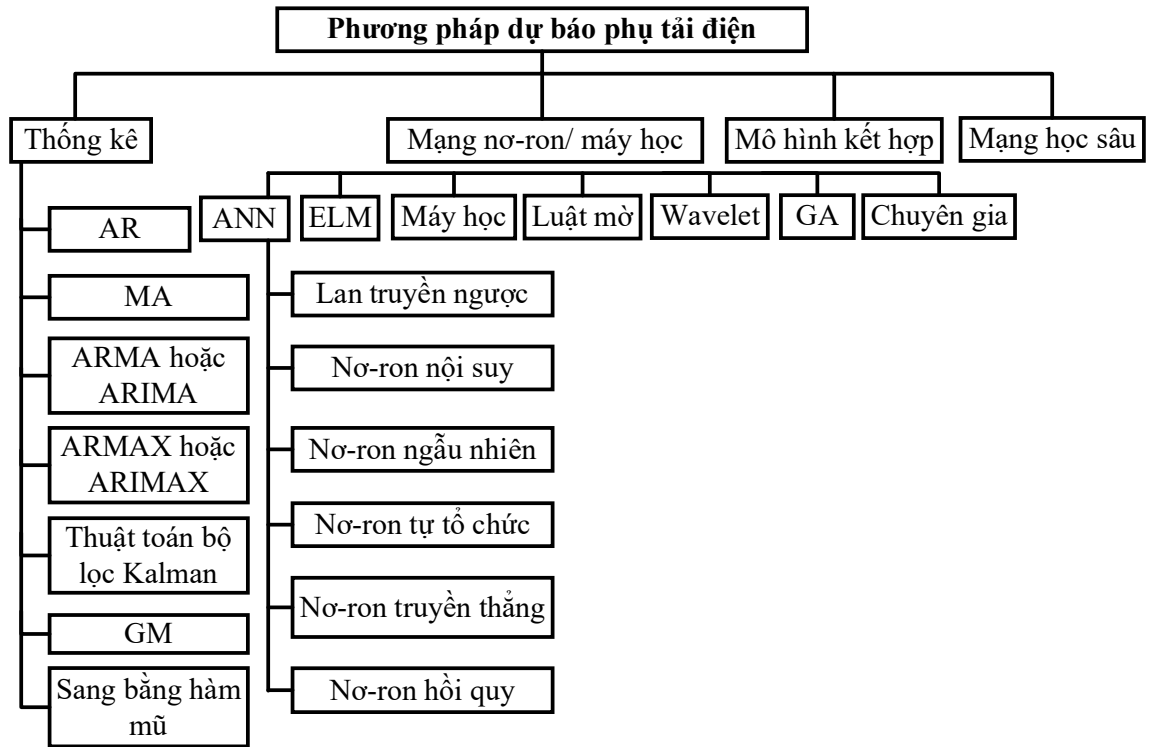 Phương pháp dự báo phụ tải điện
Thống kê
Mạng nơ-ron/ máy học
Mô hình kết hợp
Mạng học sâu
AR
MA
ARMA hoặc
ARIMA
ARMAX hoặc
ARIMAX
Thuật toán bộ
lọc Kalman
GM
Sang bằng hàm
mũ
ANN
ELM
Máy học
Luật mờ
Wavelet
GA
Chuyên gia
Lan truyền ngược
Nơ-ron nội suy
Nơ-ron ngẫu nhiên
Nơ-ron tự tổ chức
Nơ-ron truyền thẳng
Nơ-ron hồi quy